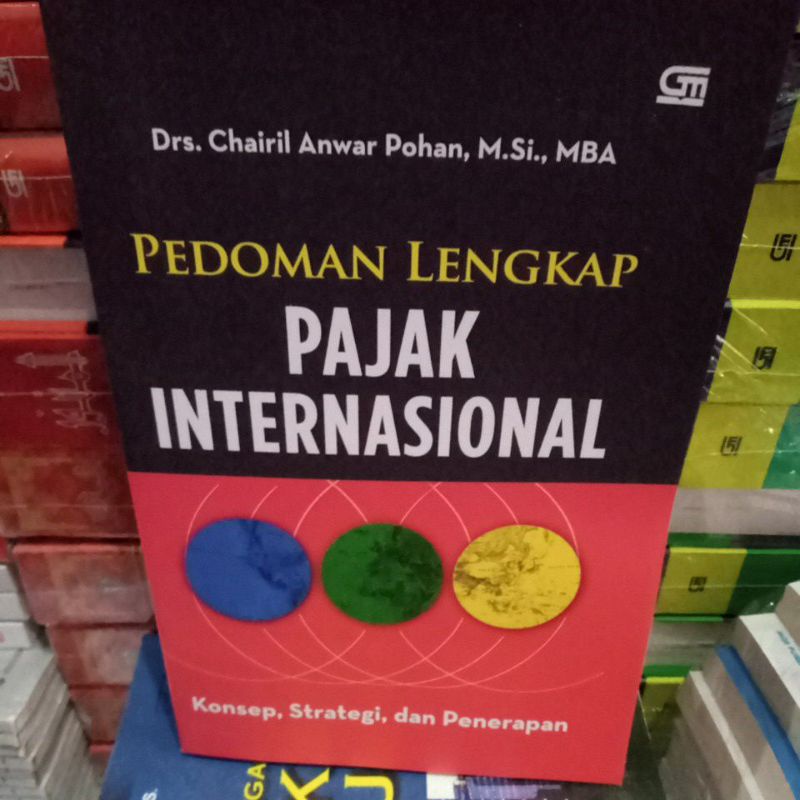 GM
Drs. Chairil Anwar Pohan, M.Si., MBA
PEDOMAN LENGKAP
PAJAK
INTERNASIONAL
Konsep, Strategi, dan Penerapan